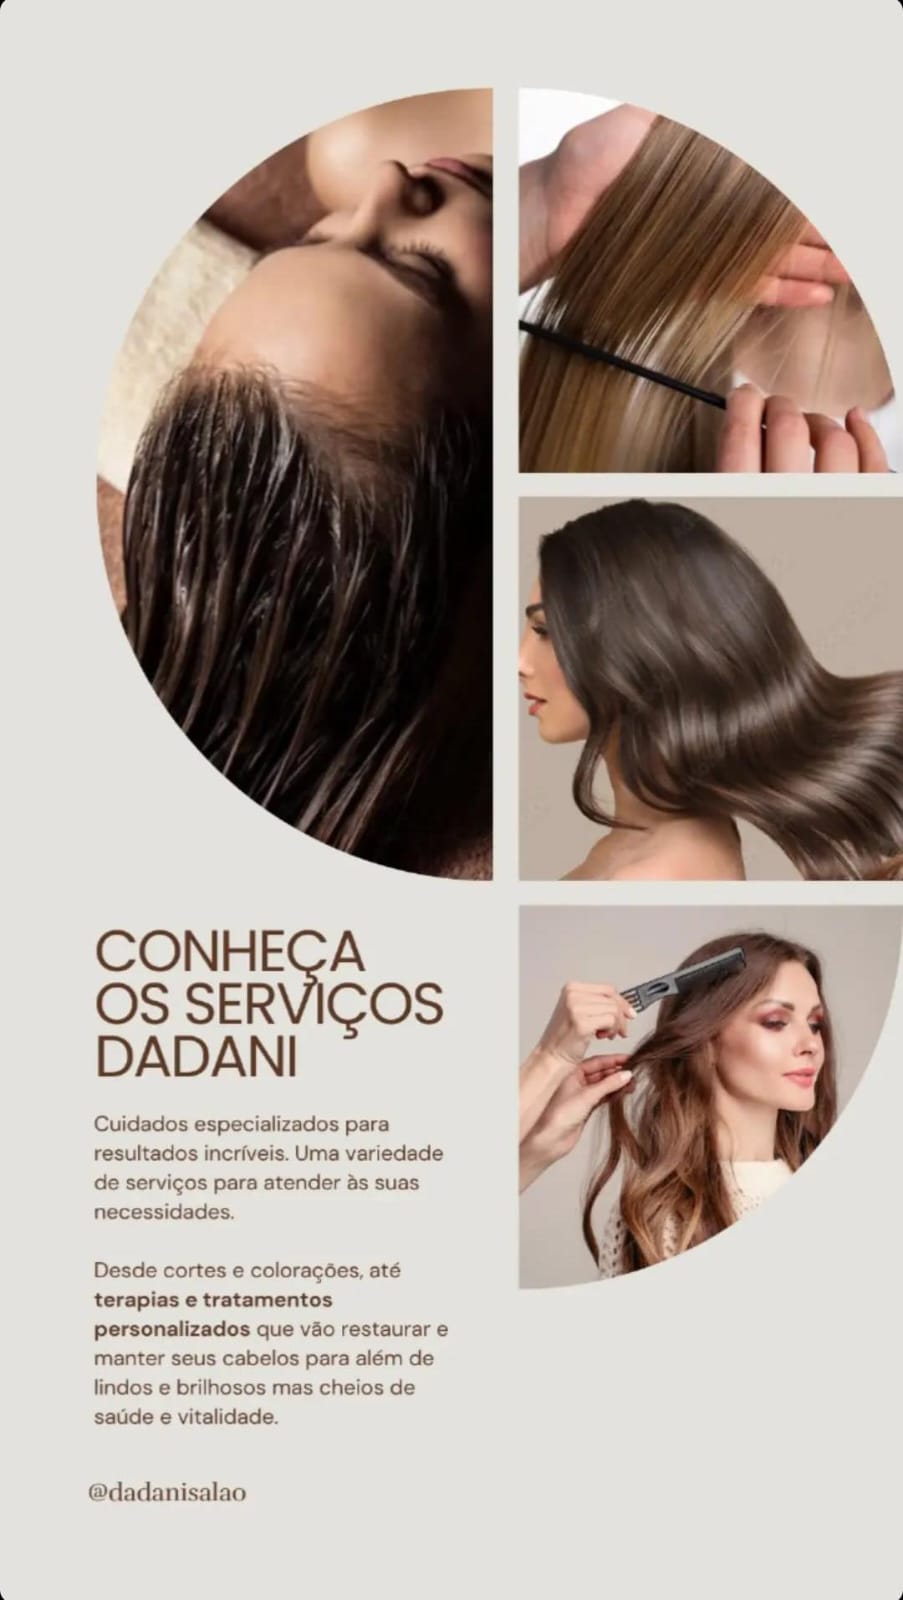 CONHEÇA
OS SERVIÇOS
DADANI
Cuidados especializados para
resultados incríveis. Uma variedade
de serviços para atender às suas
necessidades.
Desde cortes e colorações, até
terapias e tratamentos
personalizados que vão restaurar e
manter seus cabelos para além de
lindos e brilhosos mas cheios de
saúde e vitalidade.
@dadanisalao